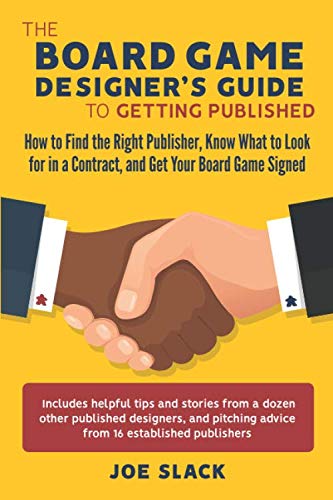 THE
BOARD GAME
DESIGNER'S GUIDE
TO GETTING PUBLISHED
How to Find the Right Publisher, Know What to Look
for in a Contract, and Get Your Board Game Signed
Includes helpful tips and stories from a dozen
other published designers, and pitching advice
from 16 established publishers
JOE SLACK